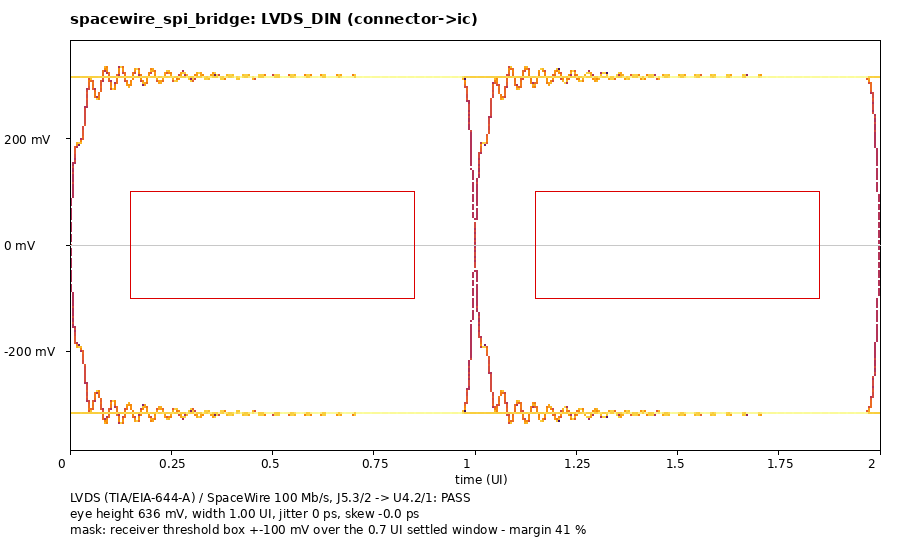 spacewire_spi_bridge: LVDS_DIN (connector->ic)
200 mV
0 mV
-200 mV
0 0.25 0.5 0.75 1 1.25 1.5 1.75 2
time (UI)
LVDS (TIA/EIA-644-A) / SpaceWire 100 Mb/s, J5.3/2 -> U4.2/1: PASS
eye height 636 mV, width 1.00 UI, jitter 0 ps, skew -0.0 ps
mask: receiver threshold box +-100 mV over the 0.7 UI settled window - margin 41 %